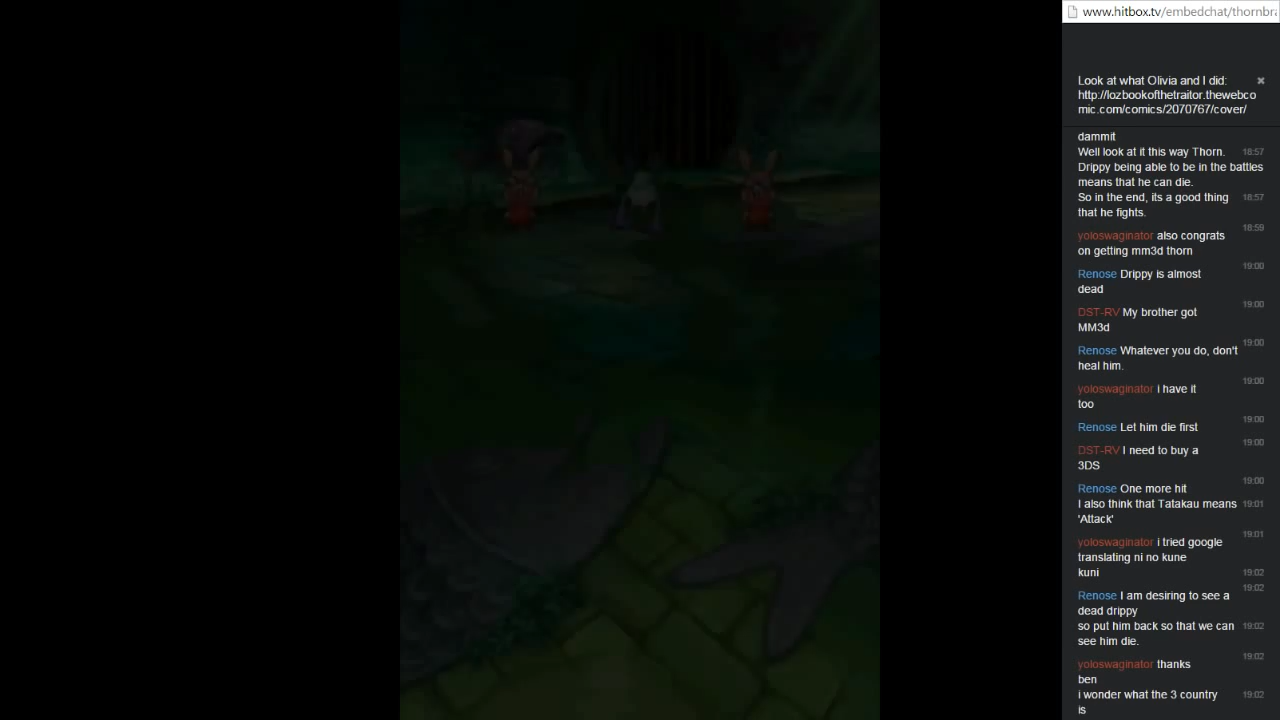 www.hitbox.tv/embedchat/thornbr
Look at what Olivia and I did:
http://lozbookofthetraitor.thewebco
mic.com/comics/2070767/cover/
dammit
Well look at it this way Thorn. 18:57
Drippy being able to be in the battles
means that he can die.
So in the end, its a good thing 18:57
that he fights.
yoloswaginator also congrats 18:59
on getting mm3d thorn
Renose Drippy is almost 19:00
dead
DST-RV My brother got 19:00
MM3d
Renose Whatever you do, don't 19:00
heal him.
yoloswaginator i have it 19:00
too
Renose Let him die first 19:00
DST-RV I need to buy a 19:00
3DS
Renose One more hit 19:00
I also think that Tatakau means 19:01
'Attack'
yoloswaginator i tried google 19:01
translating ni no kune
kuni 19:02
Renose I am desiring to see a 19:02
dead drippy
so put him back so that we can 19:02
see him die.
yoloswaginator thanks 19:02
ben
i wonder what the 3 country 19:02
is